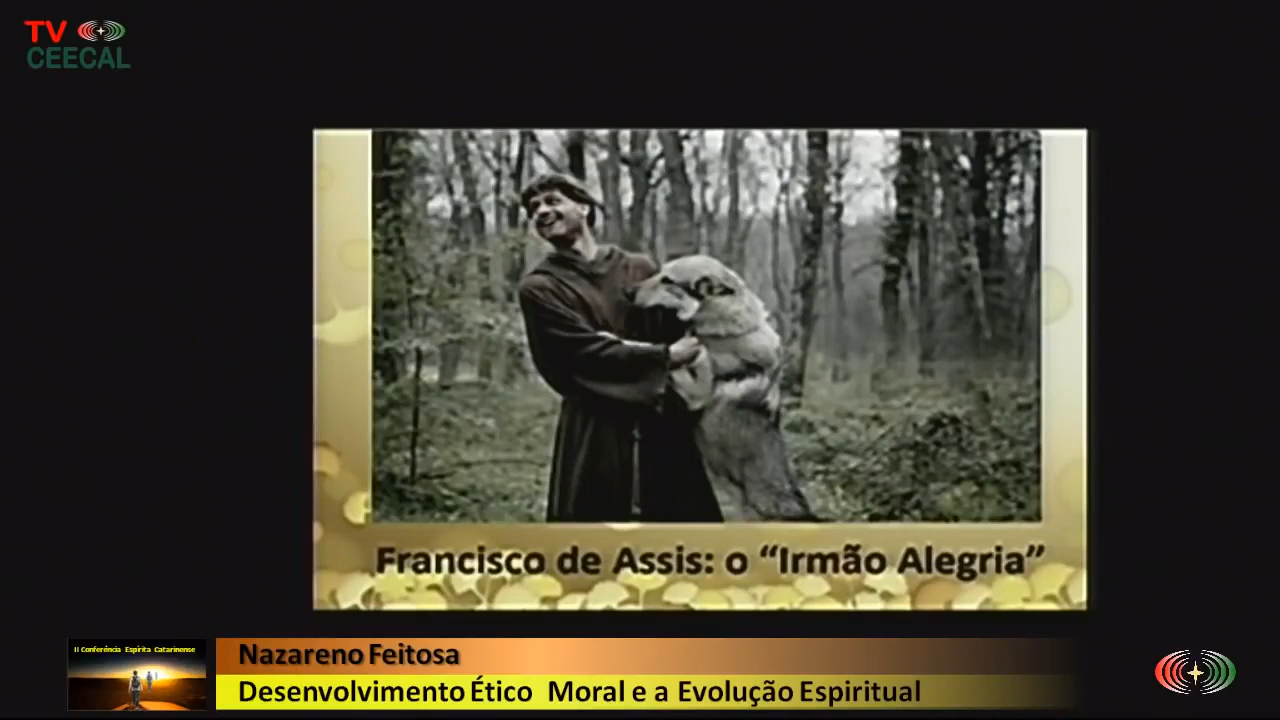 TV
CEECAL
Francisco de Assis: o “Irmão Alegria”
II Conferência Espírita Catarinense
Nazareno Feitosa
Desenvolvimento Ético Moral e a Evolução Espiritual